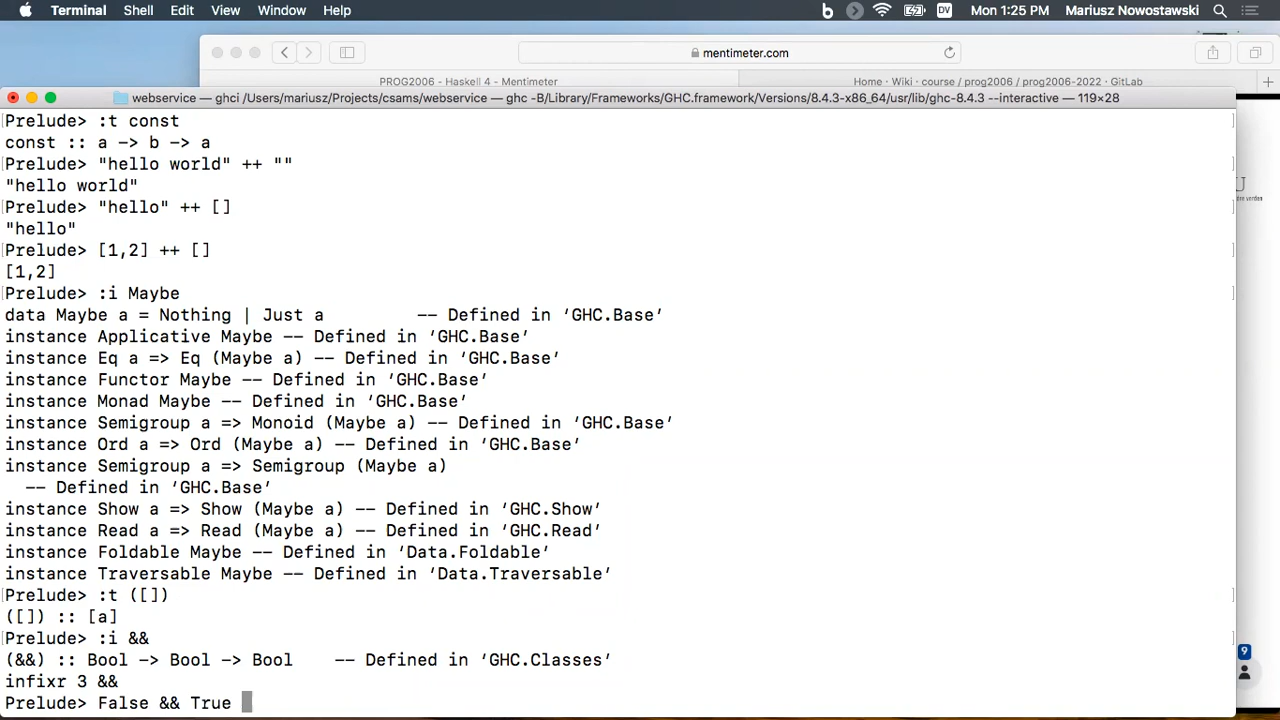 Terminal Shell Edit View Window Help DV Mon 1:25 PM Mariusz Nowostawski
mentimeter.com
PROG2006 - Haskell 4 - Mentimeter Home · Wiki · course / prog2006 / prog2006-2022 · GitLab
webservice — ghci /Users/mariusz/Projects/csams/webservice — ghc -B/Library/Frameworks/GHC.framework/Versions/8.4.3-x86_64/usr/lib/ghc-8.4.3 --interactive — 119×28
Prelude> :t const
const :: a -> b -> a
Prelude> "hello world" ++ ""
"hello world"
Prelude> "hello" ++ []
"hello"
Prelude> [1,2] ++ []
[1,2]
Prelude> :i Maybe
data Maybe a = Nothing | Just a -- Defined in ‘GHC.Base’
instance Applicative Maybe -- Defined in ‘GHC.Base’
instance Eq a => Eq (Maybe a) -- Defined in ‘GHC.Base’
instance Functor Maybe -- Defined in ‘GHC.Base’
instance Monad Maybe -- Defined in ‘GHC.Base’
instance Semigroup a => Monoid (Maybe a) -- Defined in ‘GHC.Base’
instance Ord a => Ord (Maybe a) -- Defined in ‘GHC.Base’
instance Semigroup a => Semigroup (Maybe a)
-- Defined in ‘GHC.Base’
instance Show a => Show (Maybe a) -- Defined in ‘GHC.Show’
instance Read a => Read (Maybe a) -- Defined in ‘GHC.Read’
instance Foldable Maybe -- Defined in ‘Data.Foldable’
instance Traversable Maybe -- Defined in ‘Data.Traversable’
Prelude> :t ([])
([]) :: [a]
Prelude> :i &&
(&&) :: Bool -> Bool -> Bool -- Defined in ‘GHC.Classes’
infixr 3 &&
Prelude> False && True
9